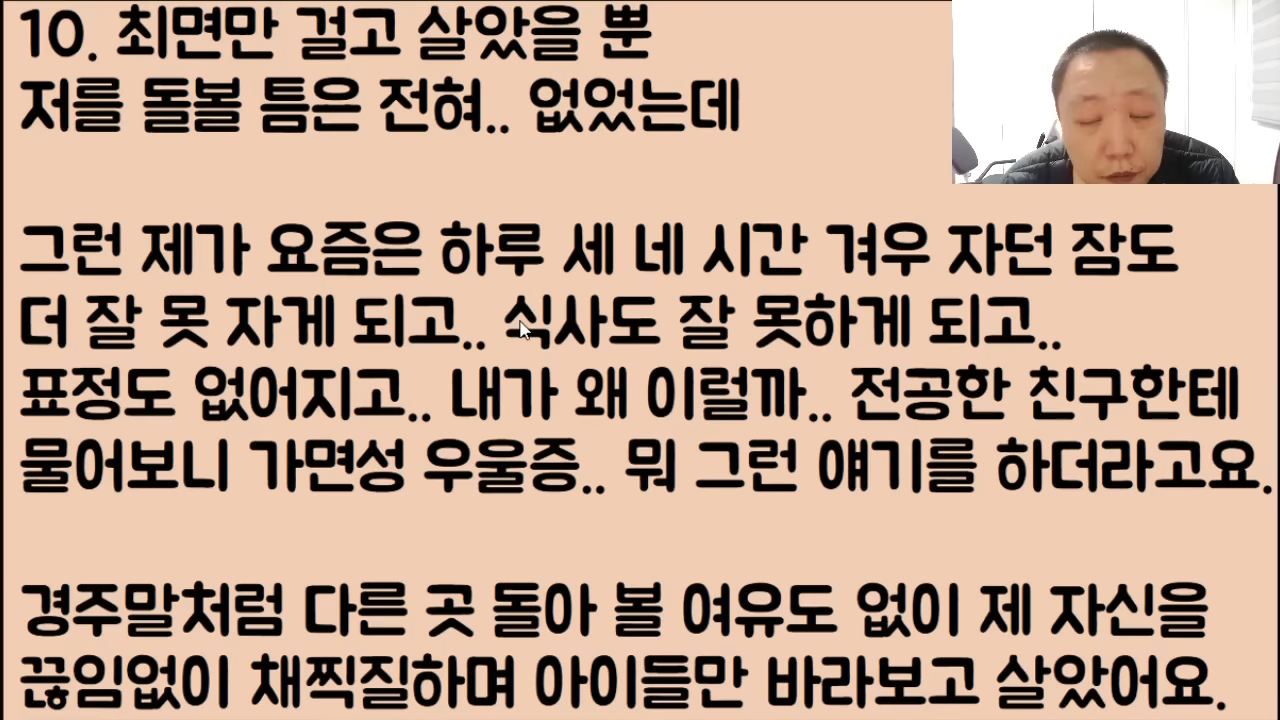 10. 최면만 걸고 살았을 뿐
저를 돌볼 틈은 전혀.. 없었는데
그런 제가 요즘은 하루 세 네 시간 겨우 자던 잠도
더 잘 못 자게 되고.. 식사도 잘 못하게 되고..
표정도 없어지고.. 내가 왜 이럴까.. 전공한 친구한테
물어보니 가면성 우울증.. 뭐 그런 얘기를 하더라고요.
경주말처럼 다른 곳 돌아 볼 여유도 없이 제 자신을
끊임없이 채찍질하며 아이들만 바라보고 살았어요.